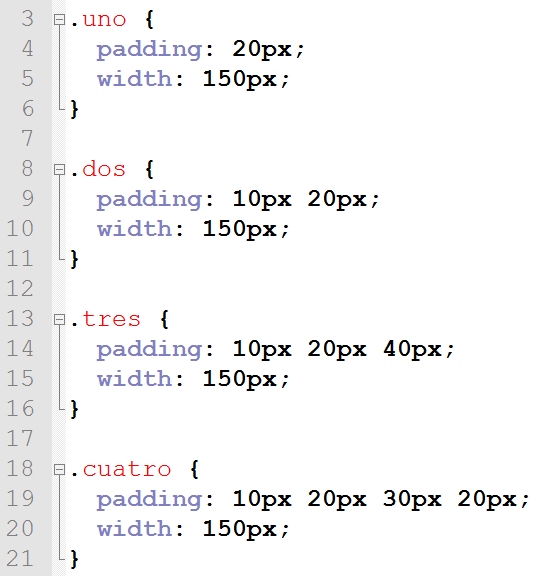 3 .uno {
4 padding: 20px;
5 width: 150px;
6 }
7
8 .dos {
9 padding: 10px 20px;
10 width: 150px;
11 }
12
13 .tres {
14 padding: 10px 20px 40px;
15 width: 150px;
16 }
17
18 .cuatro {
19 padding: 10px 20px 30px 20px;
20 width: 150px;
21 }